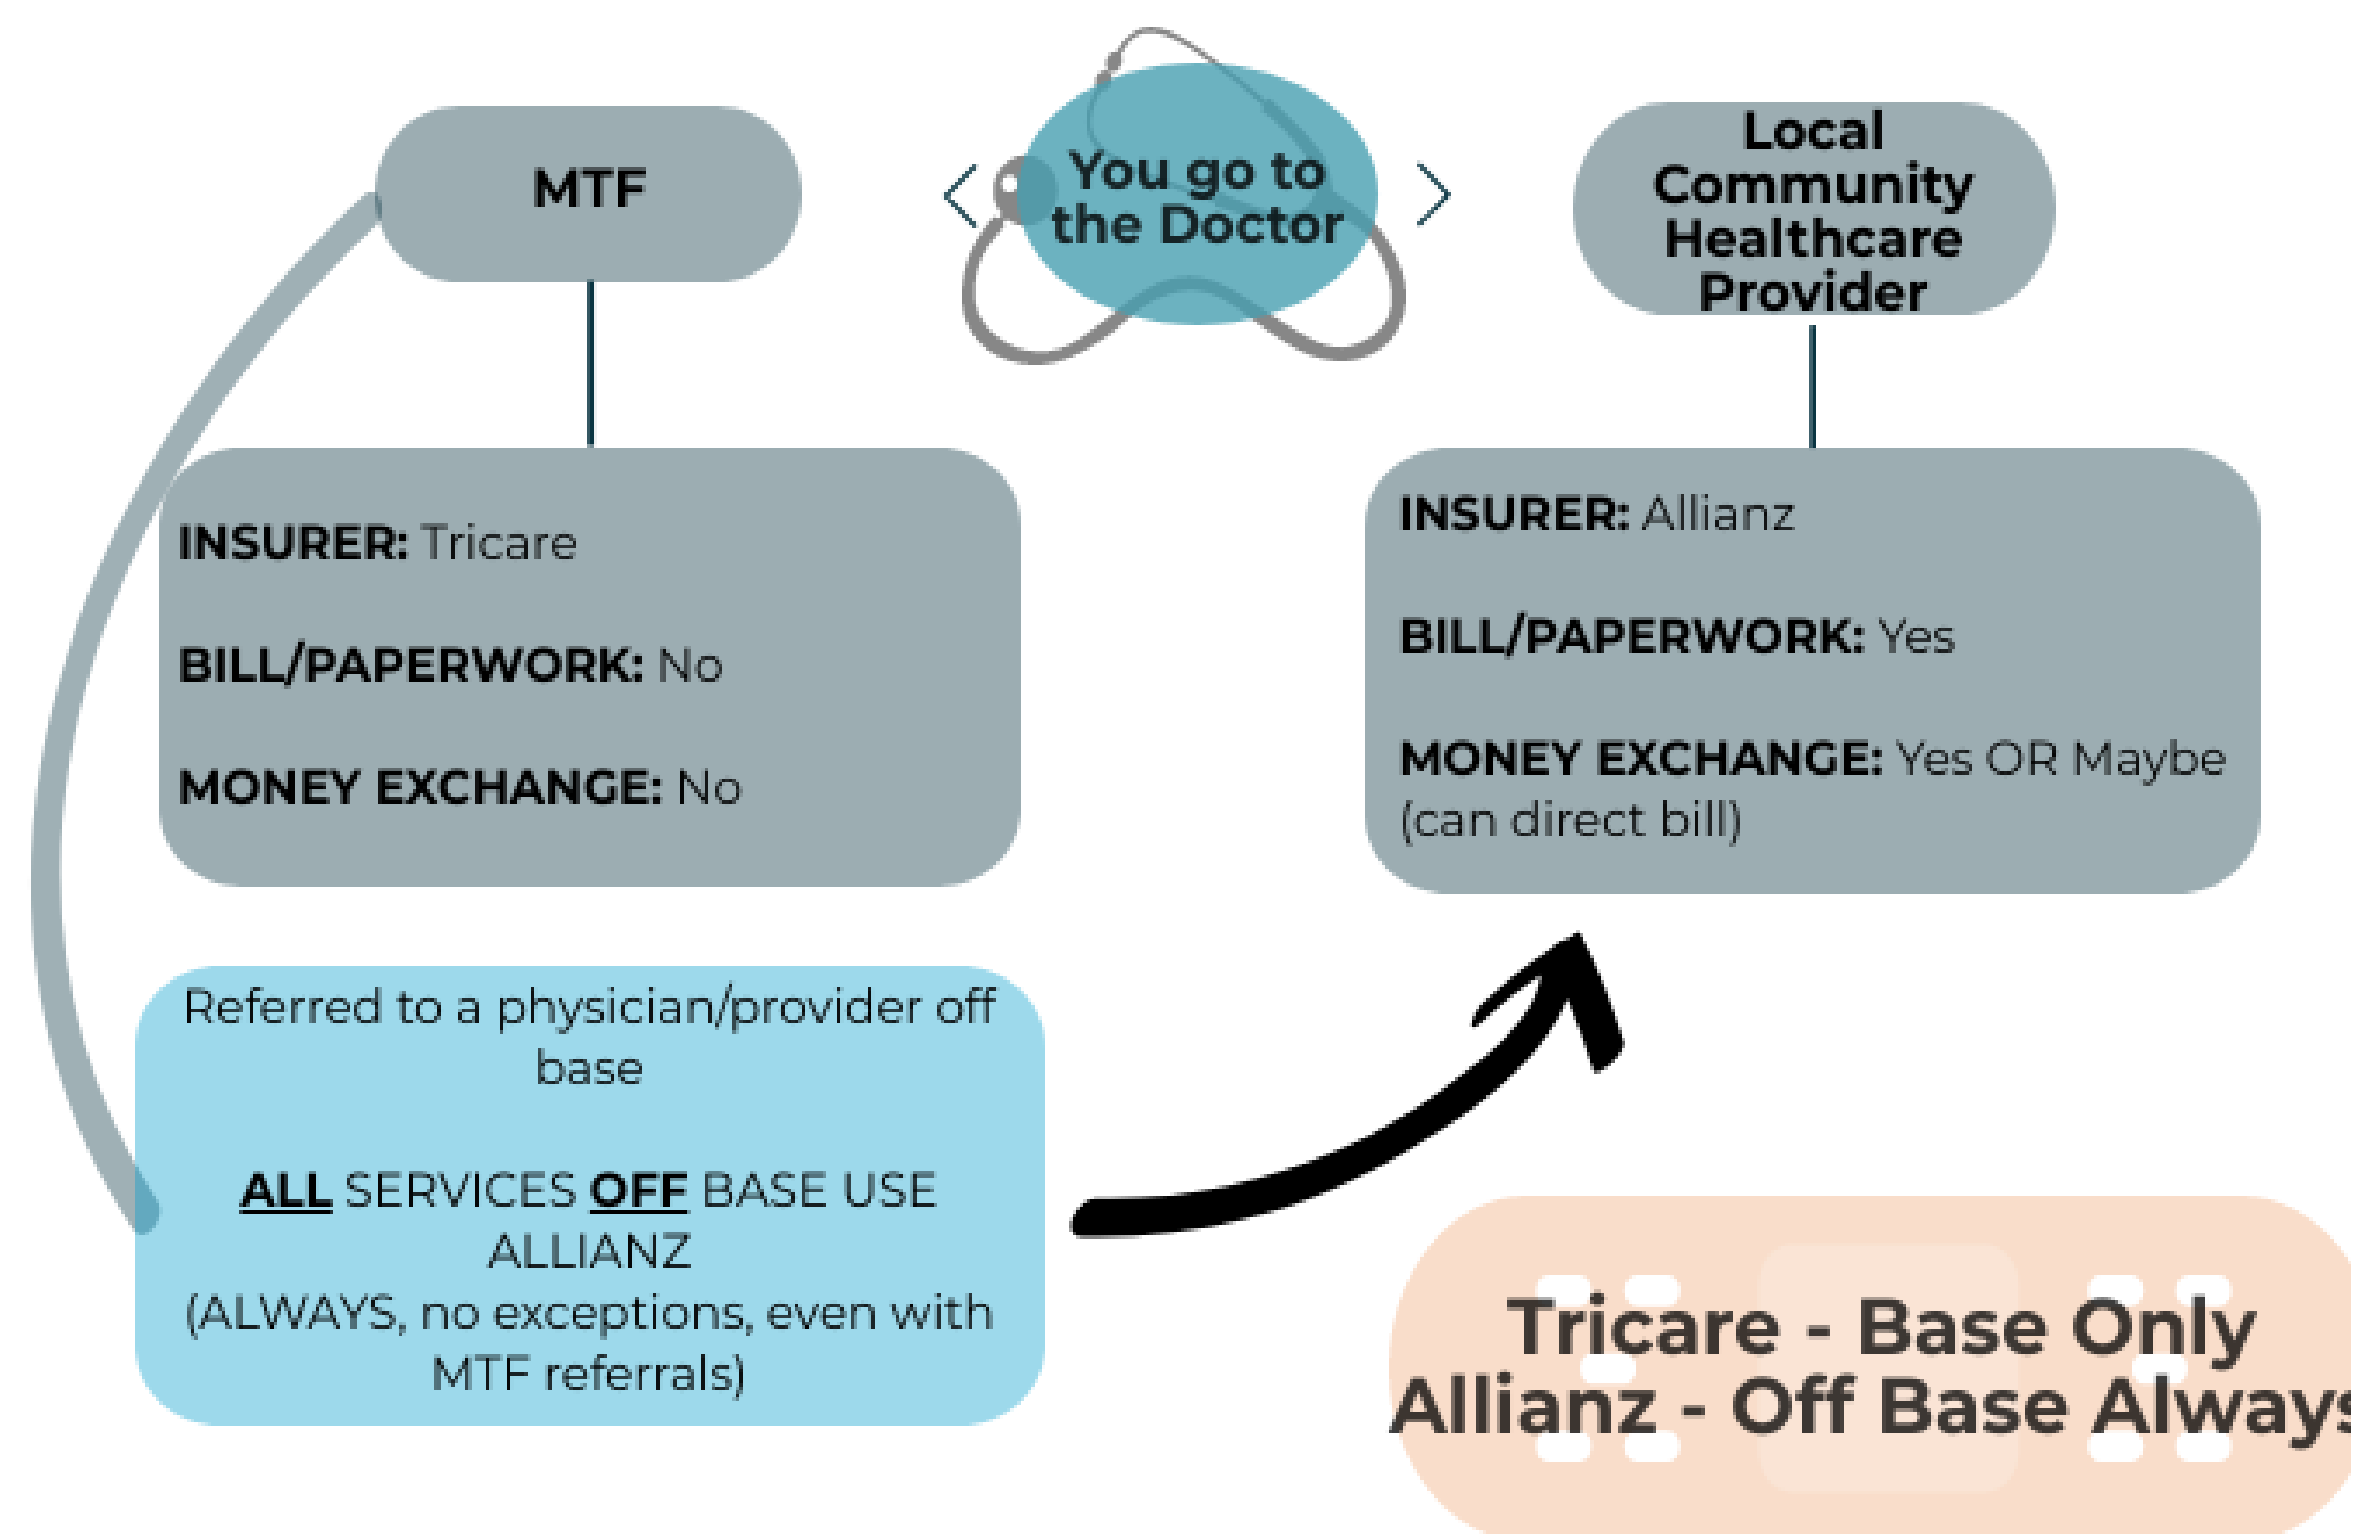 MTF
You go to
the Doctor
Local
Community
Healthcare
Provider
INSURER: Tricare
BILL/PAPERWORK: No
MONEY EXCHANGE: No
INSURER: Allianz
BILL/PAPERWORK: Yes
MONEY EXCHANGE: Yes OR Maybe
(can direct bill)
Referred to a physician/provider off
base
ALL SERVICES OFF BASE USE
ALLIANZ
(ALWAYS, no exceptions, even with
MTF referrals)
Tricare - Base Only
Allianz - Off Base Always